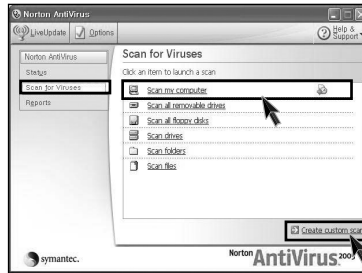 Norton AntiVirus
LiveUpdate Options Help & Support
Norton AntiVirus
Status
Scan for Viruses
Reports
Scan for Viruses
Click an item to launch a scan
Scan my computer
Scan all removable drives
Scan all floppy disks
Scan drives
Scan folders
Scan files
Create custom scan
symantec.
Norton AntiVirus